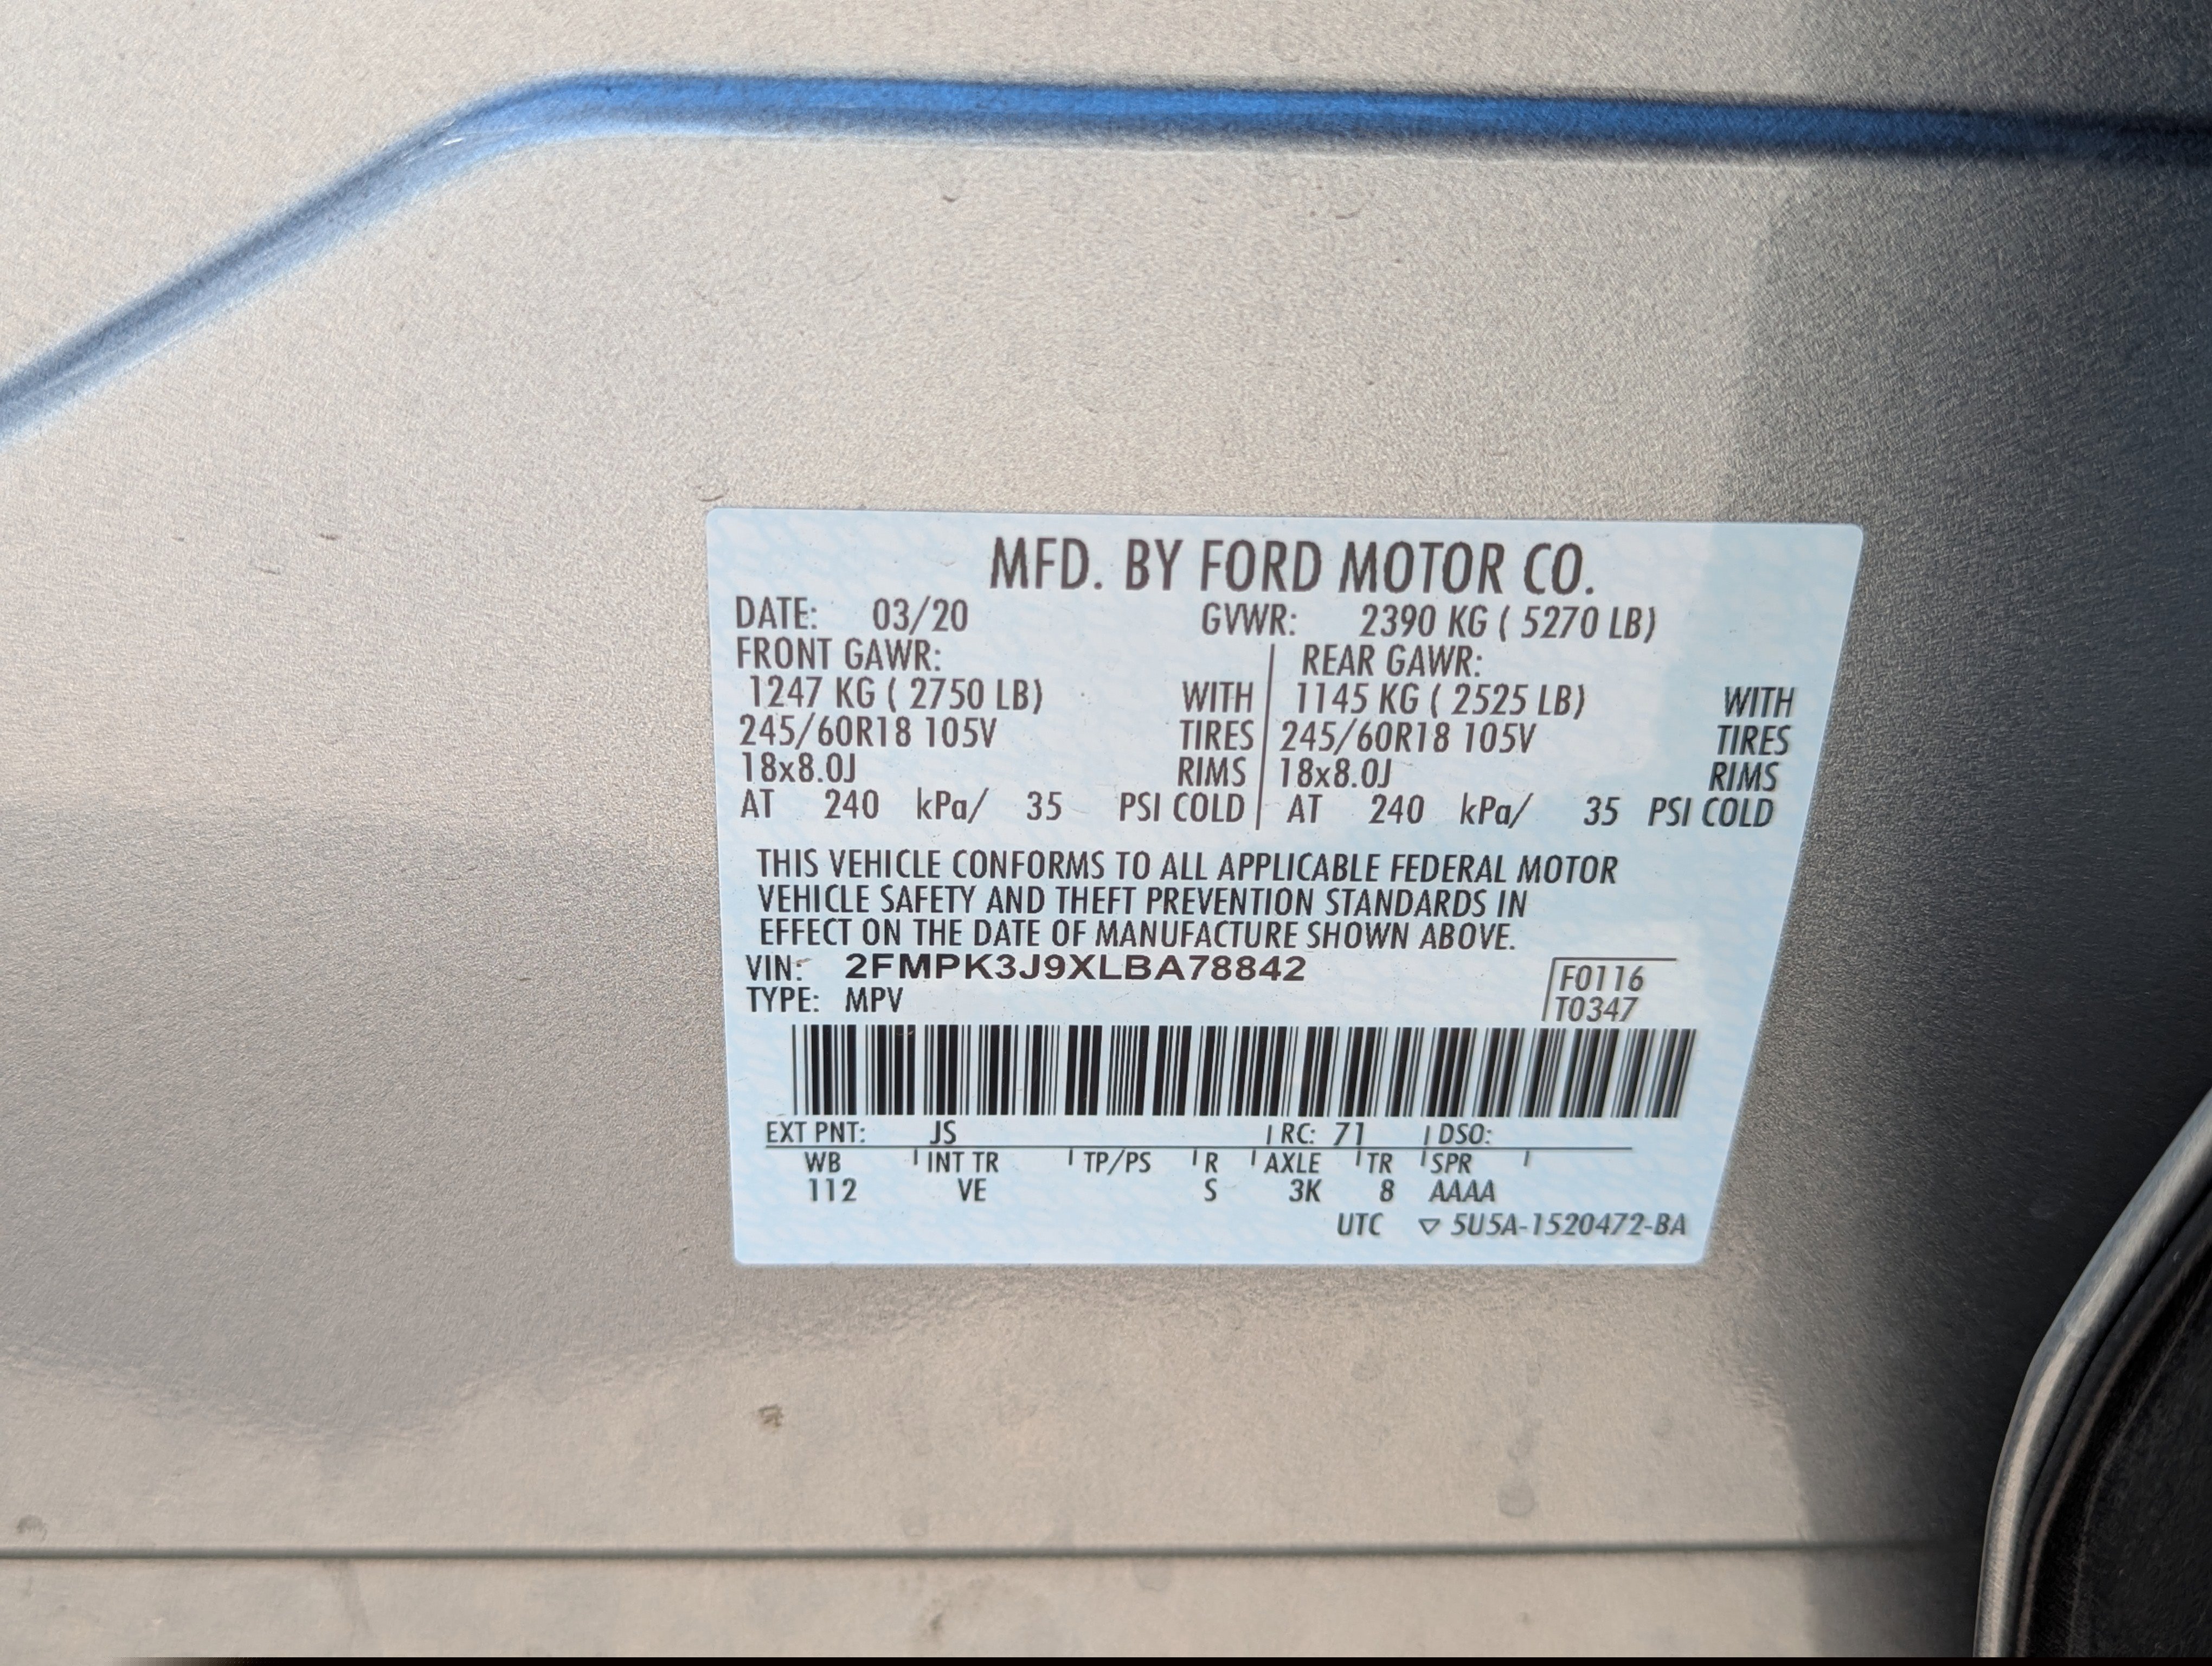 MFD. BY FORD MOTOR CO.
DATE: 03/20 GVWR: 2390 KG ( 5270 LB)
FRONT GAWR: REAR GAWR:
1247 KG ( 2750 LB) WITH 1145 KG ( 2525 LB) WITH
245/60R18 105V TIRES 245/60R18 105V TIRES
18x8.0J RIMS 18x8.0J RIMS
AT 240 kPa/ 35 PSI COLD AT 240 kPa/ 35 PSI COLD
THIS VEHICLE CONFORMS TO ALL APPLICABLE FEDERAL MOTOR
VEHICLE SAFETY AND THEFT PREVENTION STANDARDS IN
EFFECT ON THE DATE OF MANUFACTURE SHOWN ABOVE.
VIN: 2FMPK3J9XLBA78842
F0116
TYPE: MPV
T0347
EXT PNT: JS RC: 71 DSO:
WB INT TR TP/PS R AXLE TR SPR
112 VE S 3K 8 AAAA
UTC ▽ 5U5A-1520472-BA